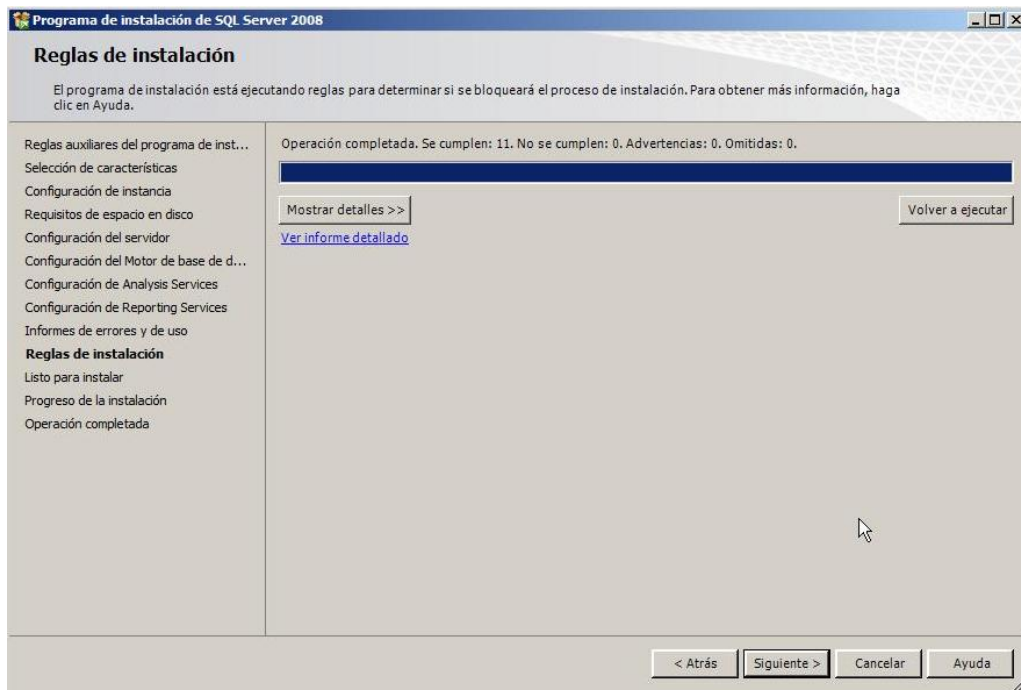 Programa de instalación de SQL Server 2008
Reglas de instalación
El programa de instalación está ejecutando reglas para determinar si se bloqueará el proceso de instalación. Para obtener más información, haga
clic en Ayuda.
Reglas auxiliares del programa de inst...
Selección de características
Configuración de instancia
Requisitos de espacio en disco
Configuración del servidor
Configuración del Motor de base de d...
Configuración de Analysis Services
Configuración de Reporting Services
Informes de errores y de uso
Reglas de instalación
Listo para instalar
Progreso de la instalación
Operación completada
Operación completada. Se cumplen: 11. No se cumplen: 0. Advertencias: 0. Omitidas: 0.
Mostrar detalles >>
Volver a ejecutar
Ver informe detallado
< Atrás
Siguiente >
Cancelar
Ayuda